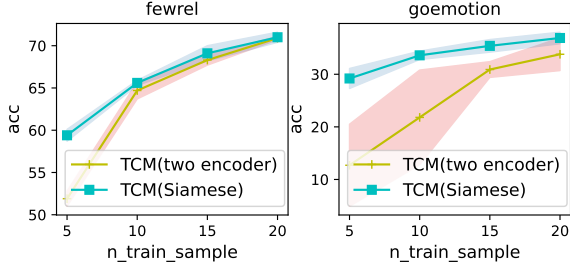 fewrel
acc
70
65
60
55
50
TCM(two encoder)
TCM(Siamese)
5 10 15 20
n_train_sample
goemotion
acc
30
20
10
TCM(two encoder)
TCM(Siamese)
5 10 15 20
n_train_sample